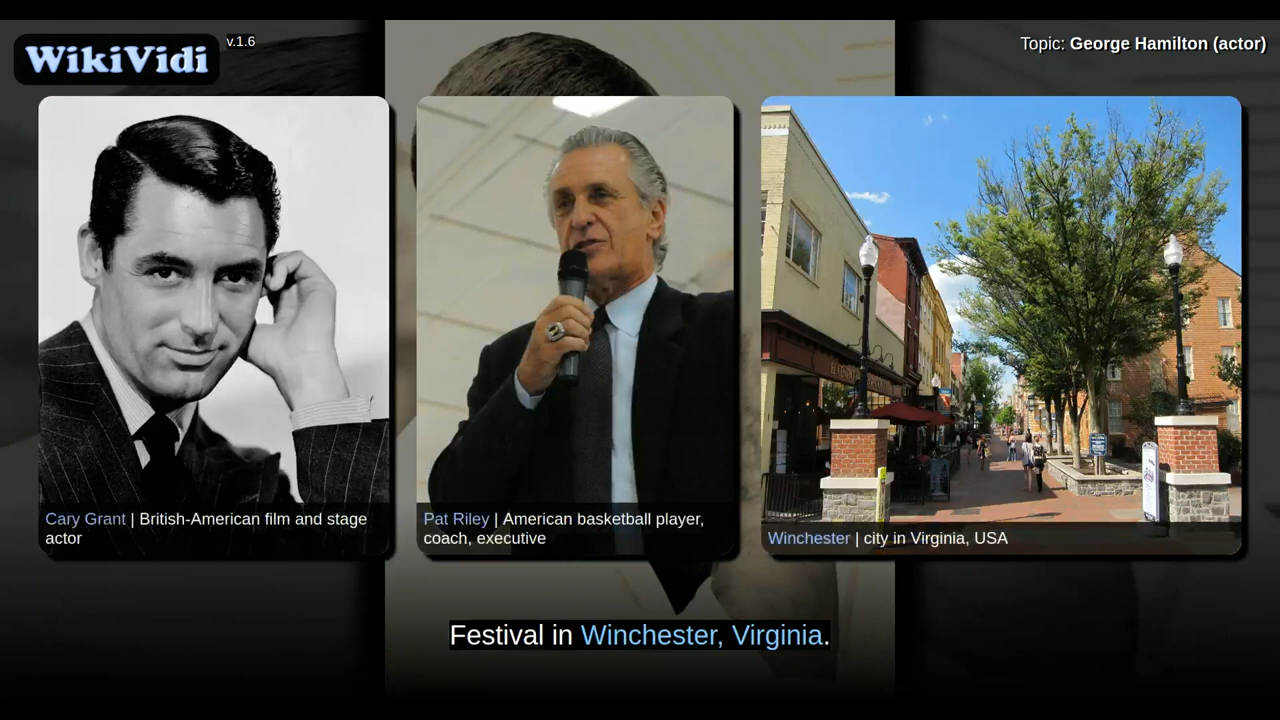 WikiVidi
v.1.6
Topic: George Hamilton (actor)
Cary Grant | British-American film and stage
actor
Pat Riley | American basketball player,
coach, executive
Winchester | city in Virginia, USA
Festival in Winchester, Virginia.